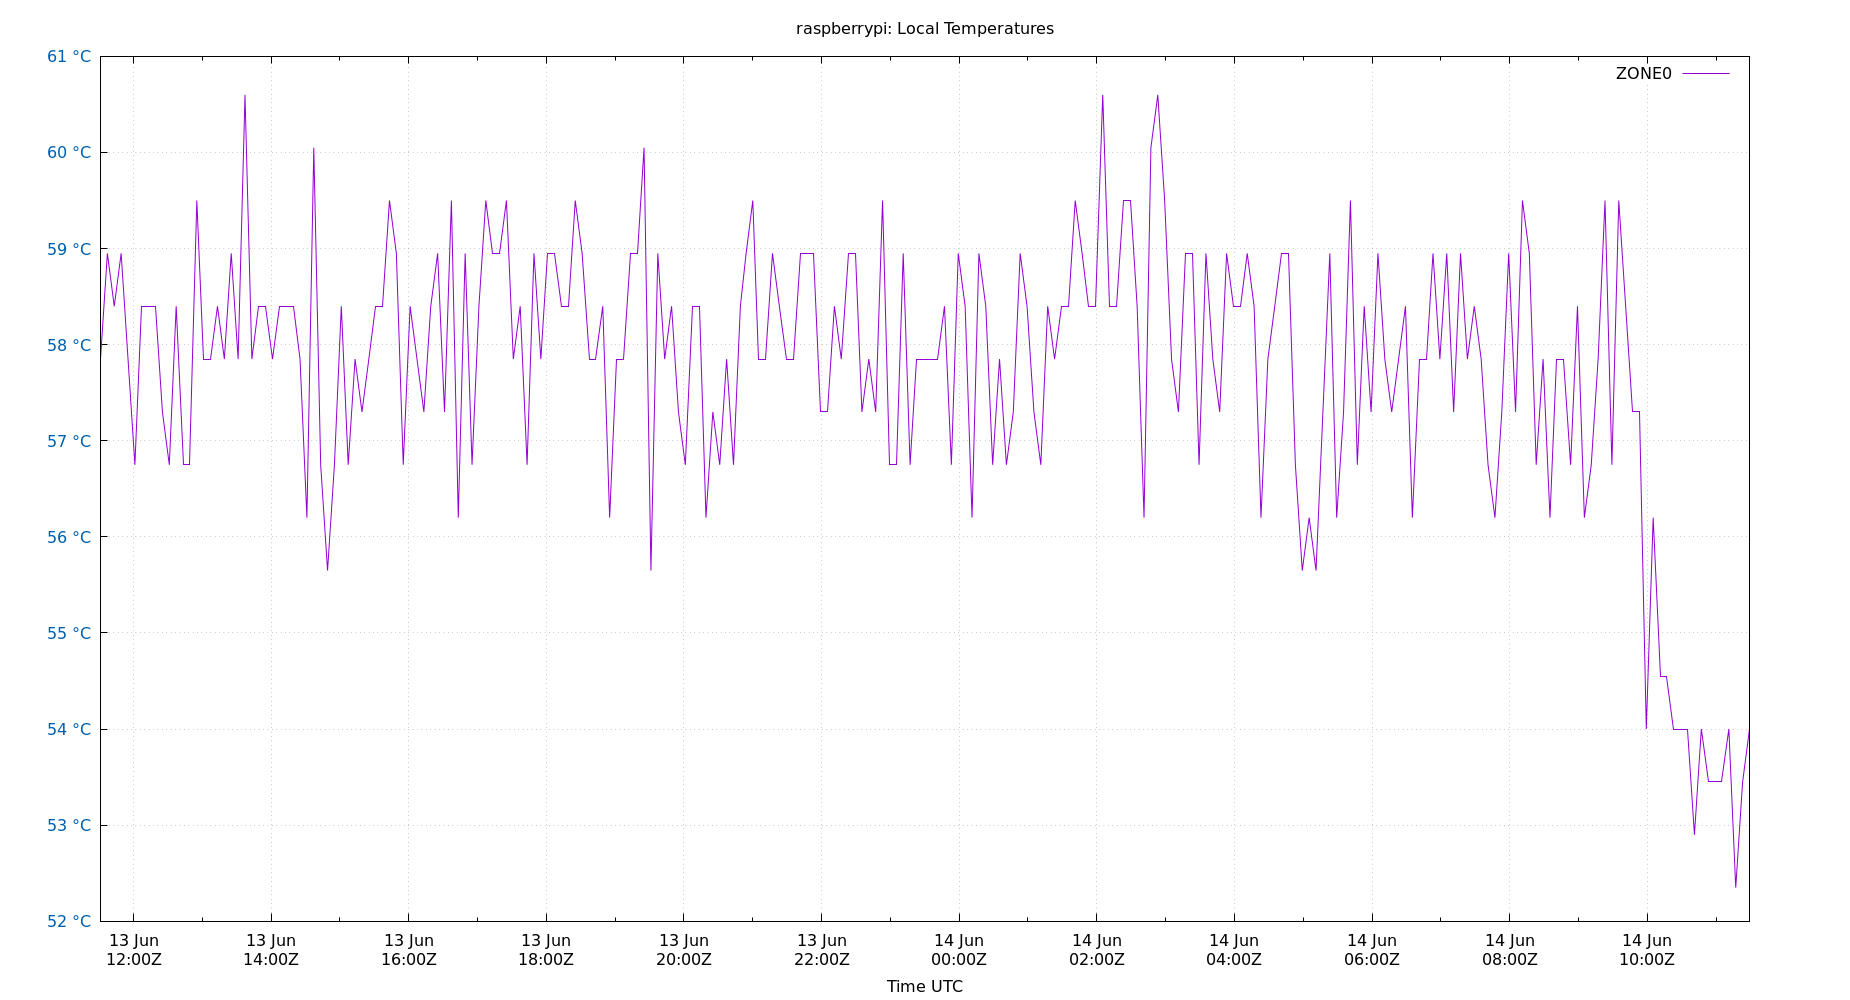 raspberrypi: Local Temperatures
61 °C
ZONE0
60 °C
59 °C
58 °C
57 °C
56 °C
55 °C
54 °C
53 °C
52 °C
13 Jun 13 Jun 13 Jun 13 Jun 13 Jun 13 Jun 14 Jun 14 Jun 14 Jun 14 Jun 14 Jun 14 Jun
12:00Z 14:00Z 16:00Z 18:00Z 20:00Z 22:00Z 00:00Z 02:00Z 04:00Z 06:00Z 08:00Z 10:00Z
Time UTC